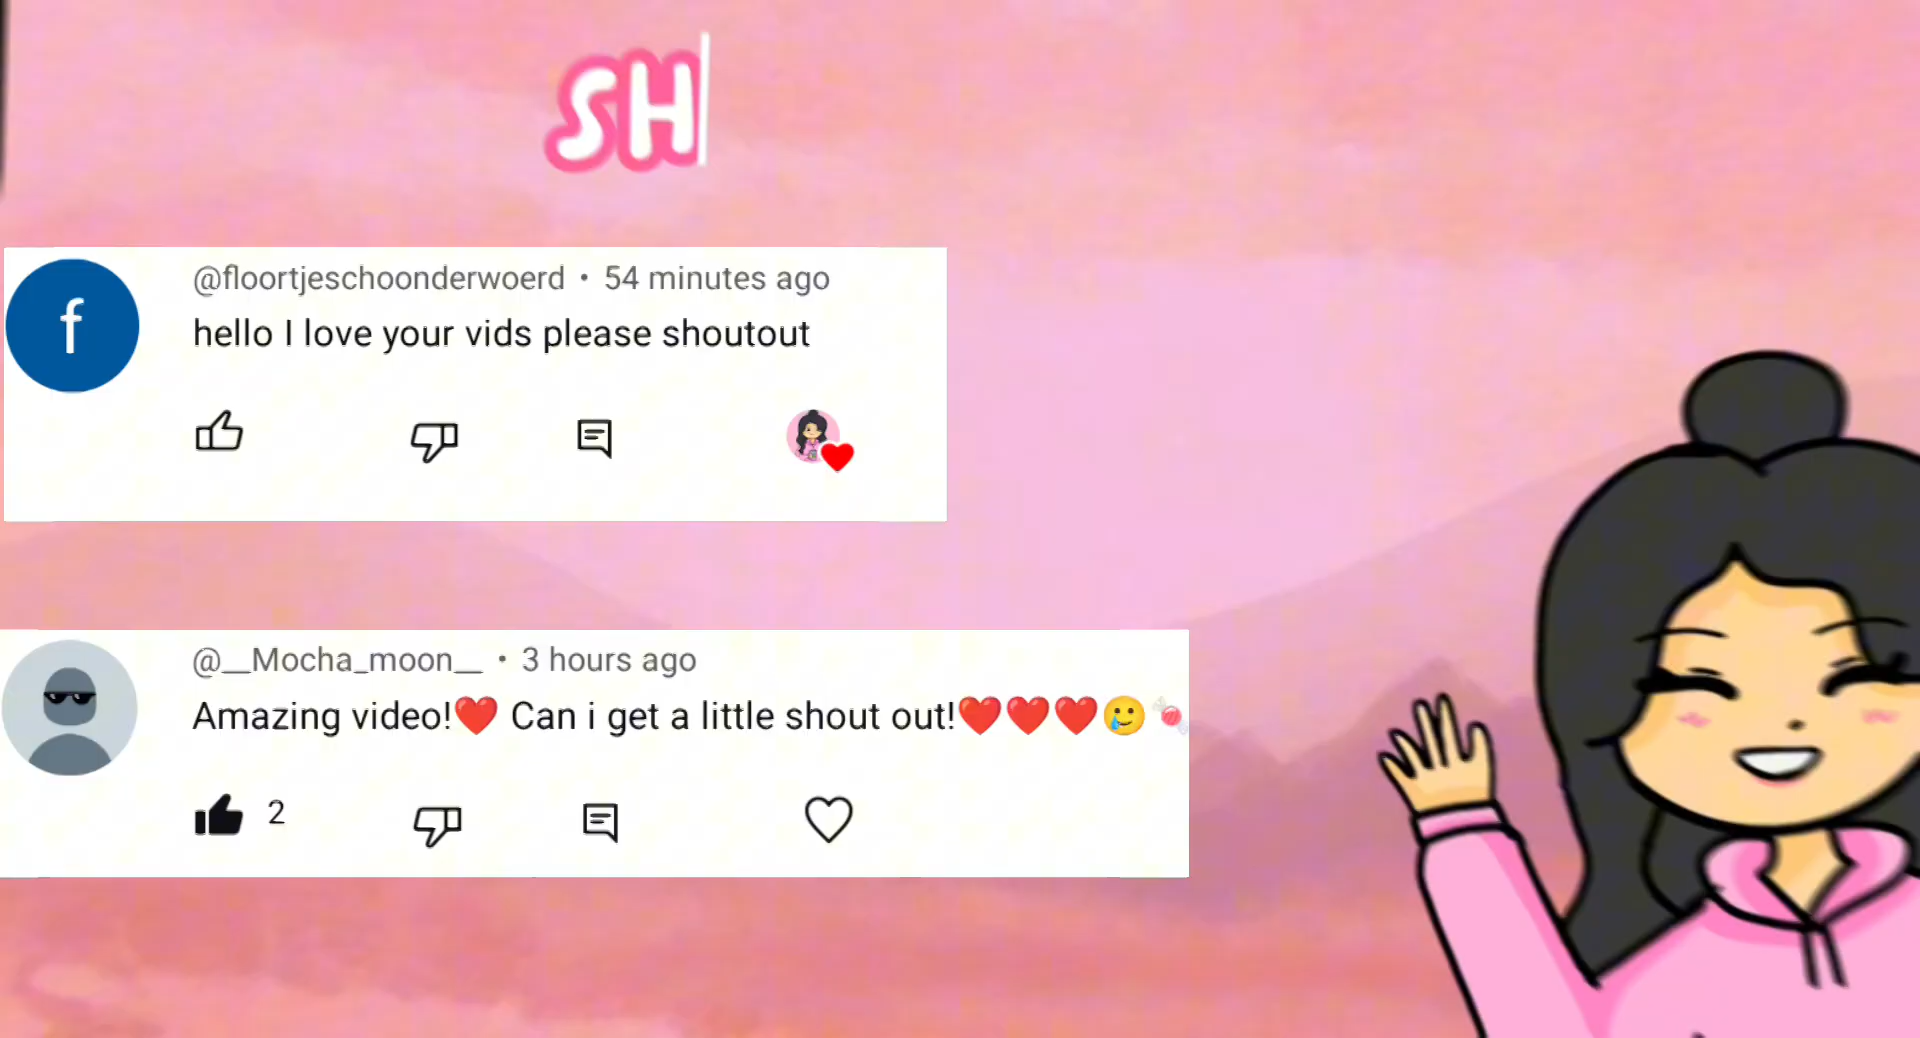 SH
f
@floortjeschoonderwoerd • 54 minutes ago
hello I love your vids please shoutout
@__Mocha_moon__ • 3 hours ago
Amazing video!❤️ Can i get a little shout out!❤️❤️❤️🥲🍬
2